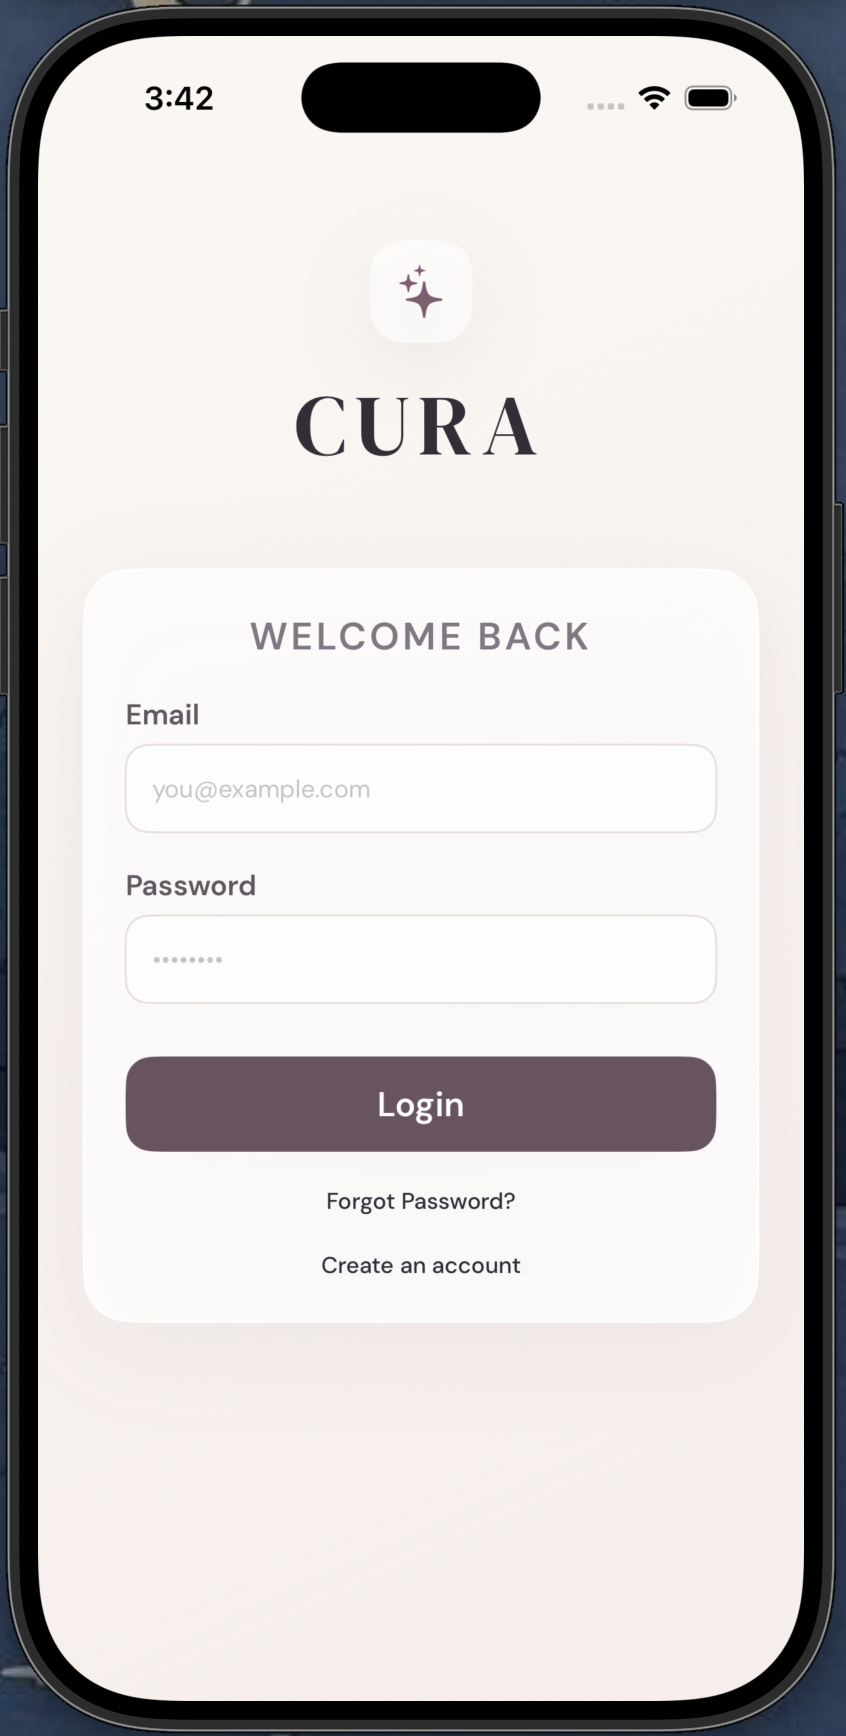 3:42
CURA
WELCOME BACK
Email
you@example.com
Password
••••••••
Login
Forgot Password?
Create an account